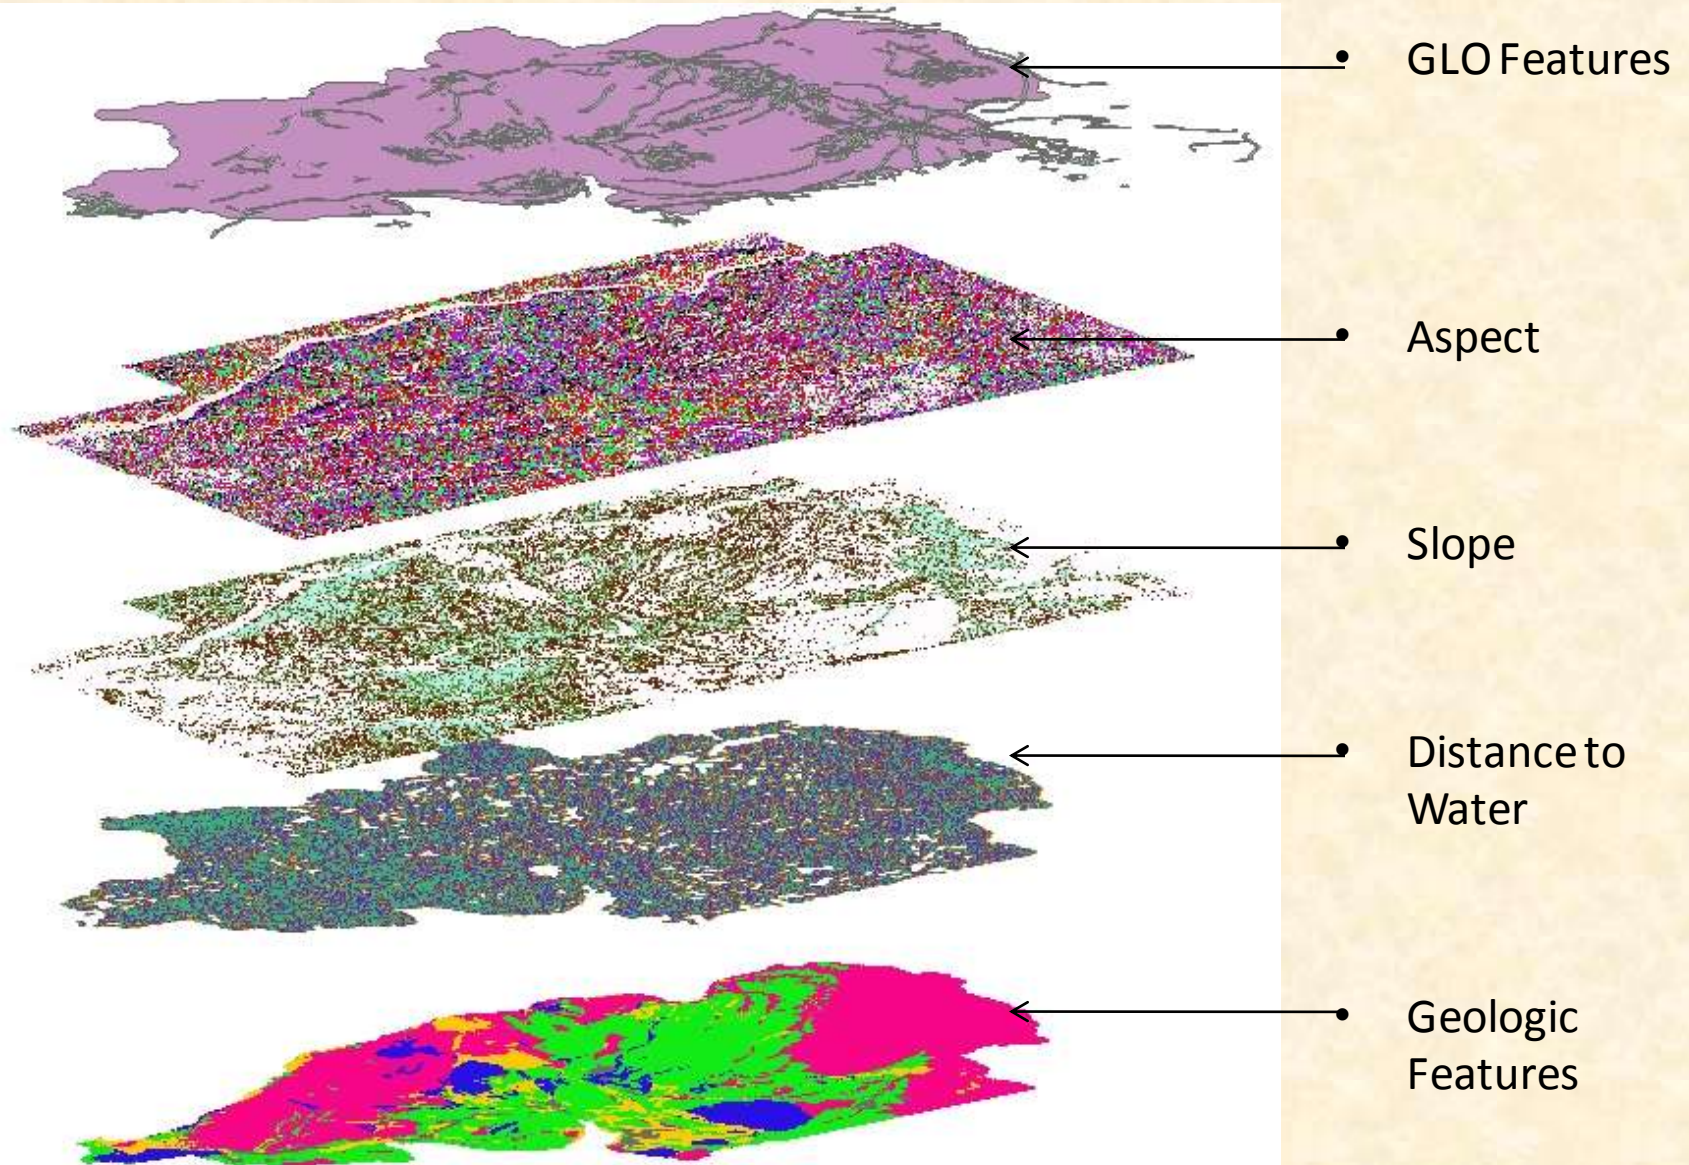 • GLO Features
• Aspect
• Slope
• Distance to
Water
• Geologic
Features